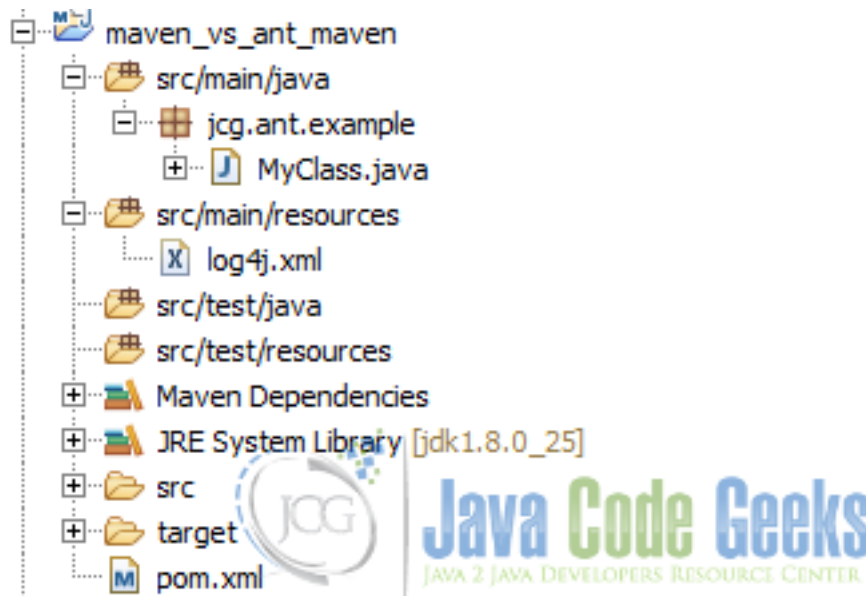 maven_vs_ant_maven
src/main/java
jcg.ant.example
MyClass.java
src/main/resources
log4j.xml
src/test/java
src/test/resources
Maven Dependencies
JRE System Library [jdk1.8.0_25]
src
target
pom.xml
JCG
Java Code Geeks
JAVA 2 JAVA DEVELOPERS RESOURCE CENTER